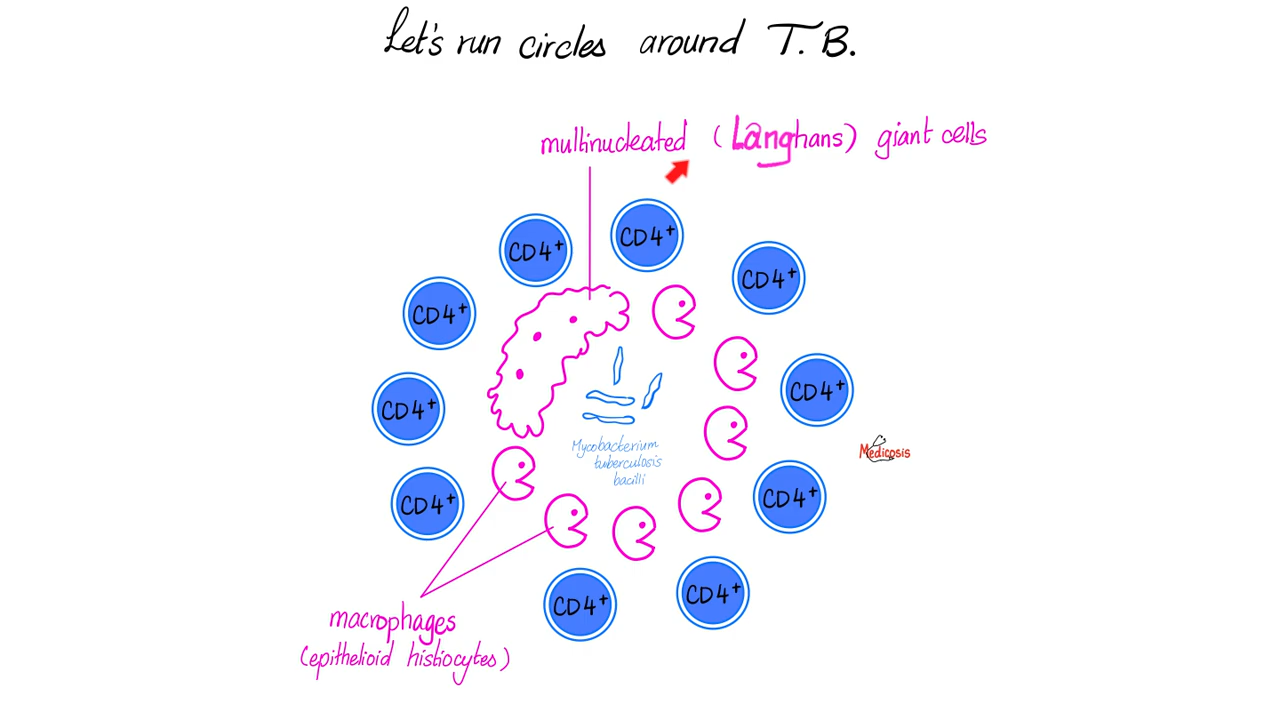 Let's run circles around T. B.
multinucleated (Langhans) giant cells
CD4+
CD4+
CD4+
CD4+
CD4+
CD4+
CD4+
Mycobacterium
tuberculosis
bacilli
Medicosis
CD4+
CD4+
CD4+
CD4+
macrophages
(epithelioid histiocytes)